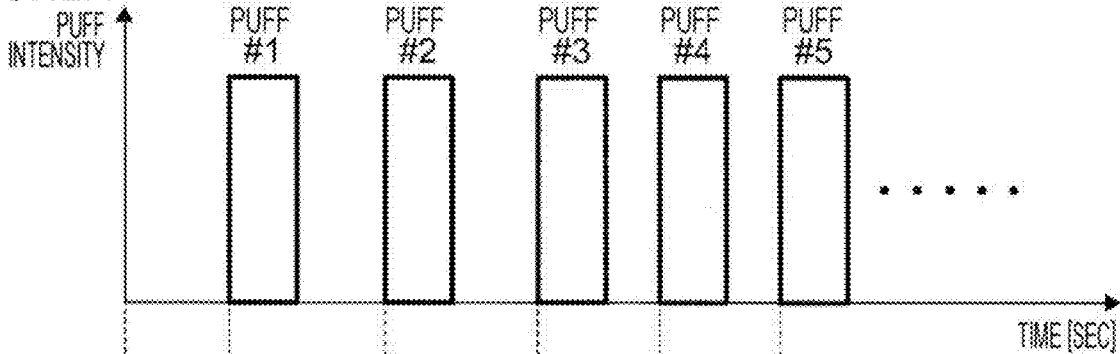 PUFF
INTENSITY
PUFF
#1
PUFF
#2
PUFF
#3
PUFF
#4
PUFF
#5
TIME [SEC]